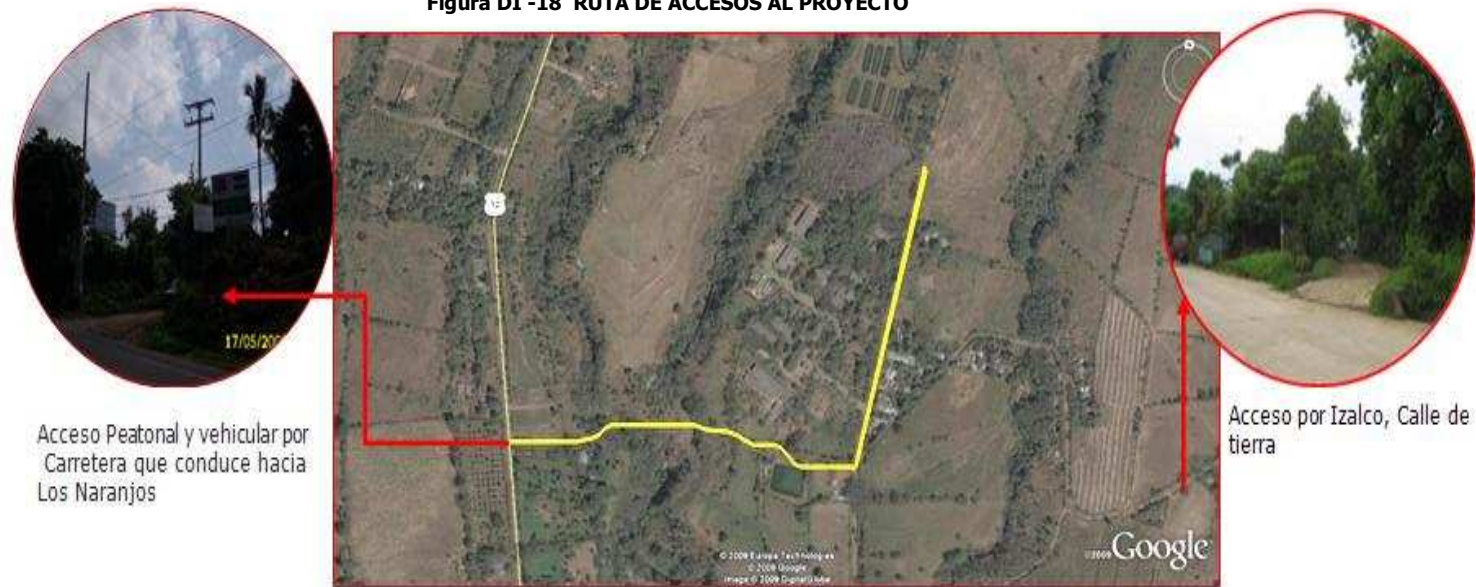 Figura DI -18 RUTA DE ACCESOS AL PROYECTO
17/05/200
Acceso Peatonal y vehicular por
Carretera que conduce hacia
Los Naranjos
Acceso por Izalco, Calle de
tierra
© 2009 Europa Technologies
© 2009 Google
Image © 2009 DigitalGlobe
©2009 Google